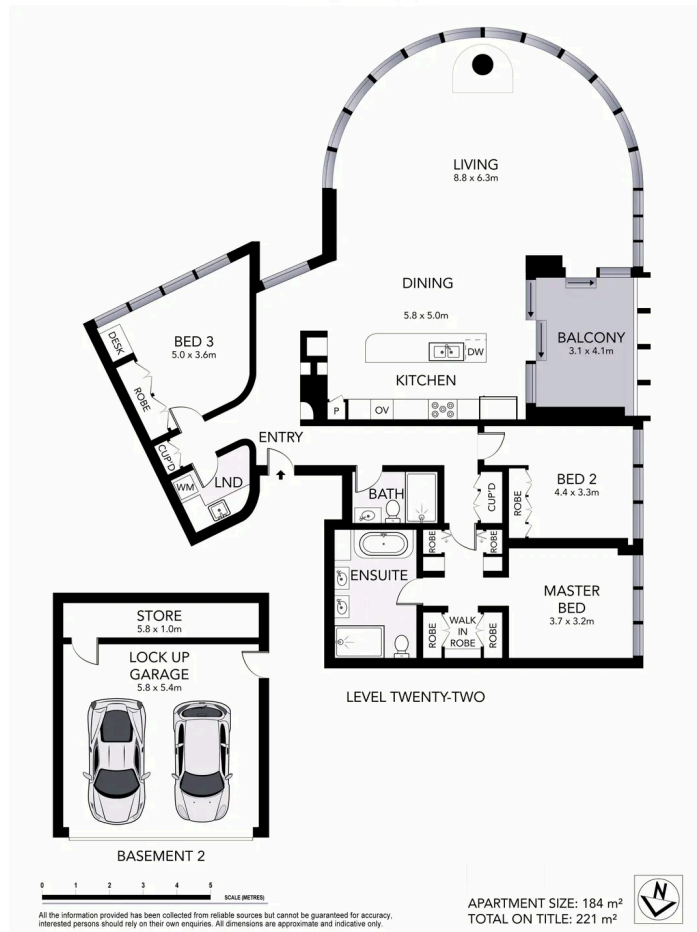 LIVING
8.8 x 6.3m
DINING
5.8 x 5.0m
BALCONY
3.1 x 4.1m
BED 3
5.0 x 3.6m
DESK
ROBE
DW
KITCHEN
P
OV
ENTRY
CUP'D
LND
WM
BATH
CUP'D
ROBE
BED 2
4.4 x 3.3m
ROBE
ROBE
ENSUITE
MASTER
BED
3.7 x 3.2m
ROBE
WALK
IN
ROBE
ROBE
STORE
5.8 x 1.0m
LOCK UP
GARAGE
5.8 x 5.4m
LEVEL TWENTY-TWO
BASEMENT 2
0 1 2 3 4 5
SCALE (METRES)
All the information provided has been collected from reliable sources but cannot be guaranteed for accuracy,
interested persons should rely on their own enquiries. All dimensions are approximate and indicative only.
APARTMENT SIZE: 184 m²
TOTAL ON TITLE: 221 m²
N